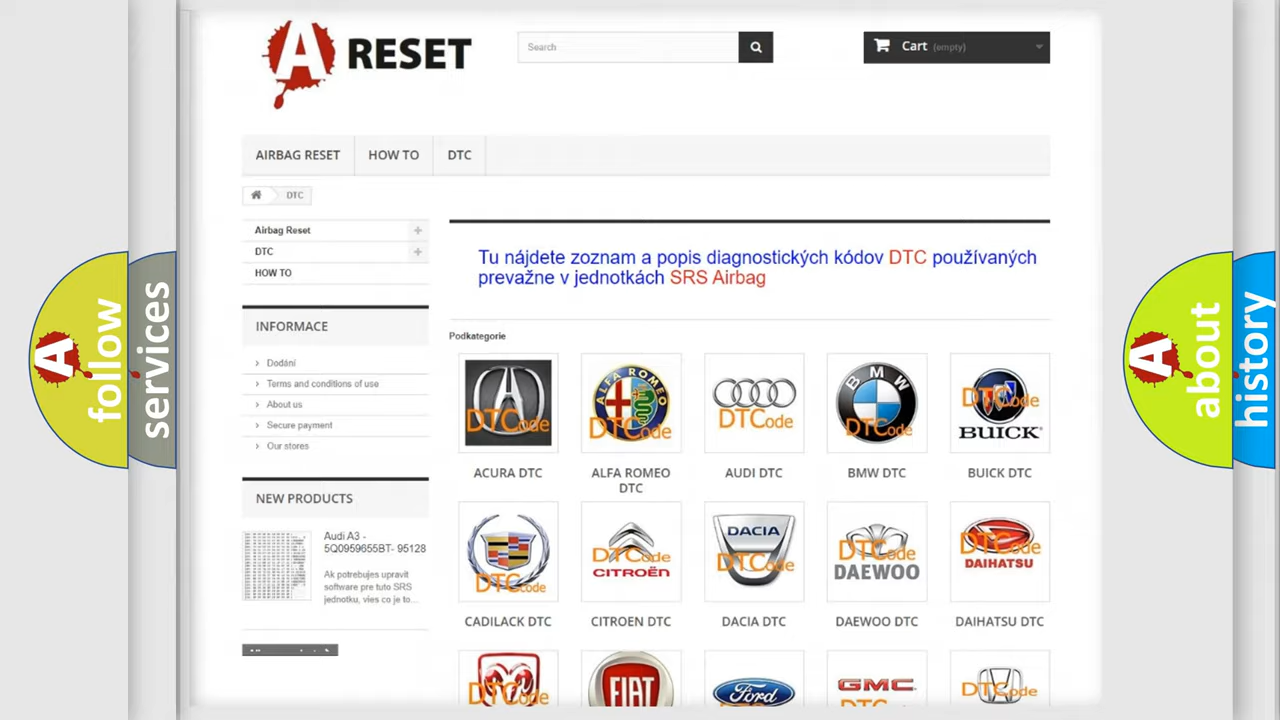 A RESET
Search
Cart (empty)
AIRBAG RESET
HOW TO
DTC
DTC
Airbag Reset
DTC
HOW TO
Tu nájdete zoznam a popis diagnostických kódov DTC používaných
prevažne v jednotkách SRS Airbag
INFORMACE
Dodání
Terms and conditions of use
About us
Secure payment
Our stores
NEW PRODUCTS
Audi A3 -
5Q0959655BT- 95128
Ak potrebujes upravit
software pre tuto SRS
jednotku, vies co je to...
Podkategorie
DTCode
ALFA ROMEO
DTCode
DTCode
BMW
DTCode
DTCode
BUICK
ACURA DTC
ALFA ROMEO
DTC
AUDI DTC
BMW DTC
BUICK DTC
DTCode
DTCode
CITROËN
DACIA
DTCode
DTCode
DAEWOO
DTCode
DAIHATSU
CADILACK DTC
CITROEN DTC
DACIA DTC
DAEWOO DTC
DAIHATSU DTC
DTCode
FIAT
Ford
GMC
DTCode
A follow
services
A about
history